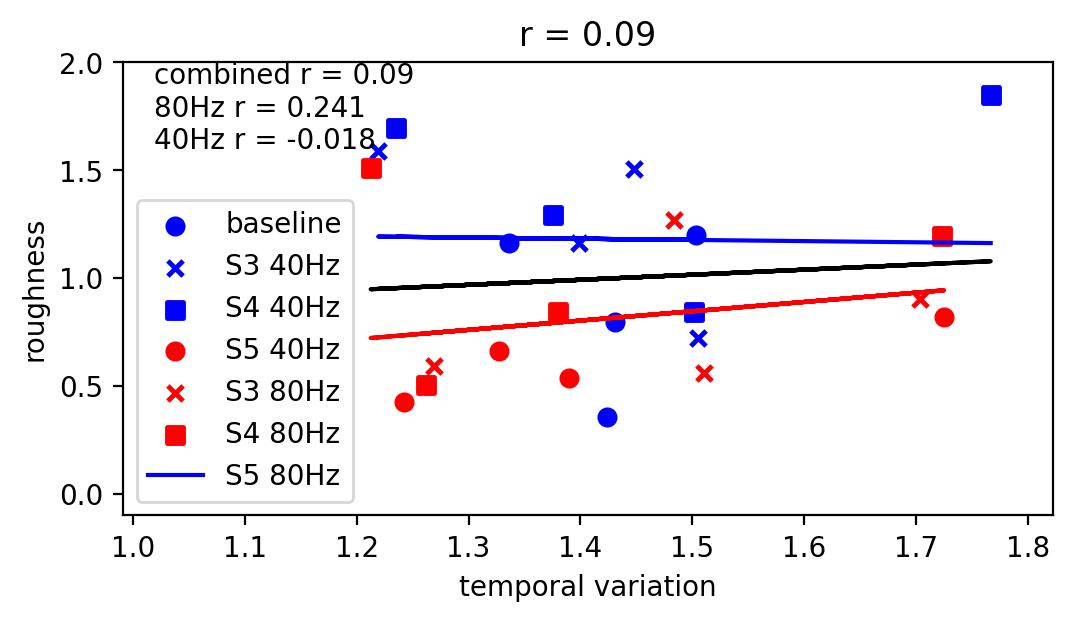 r = 0.09
combined r = 0.09
80Hz r = 0.241
40Hz r = -0.018
2.0
1.5
1.0
0.5
0.0
roughness
baseline
S3 40Hz
S4 40Hz
S5 40Hz
S3 80Hz
S4 80Hz
S5 80Hz
1.0 1.1 1.2 1.3 1.4 1.5 1.6 1.7 1.8
temporal variation